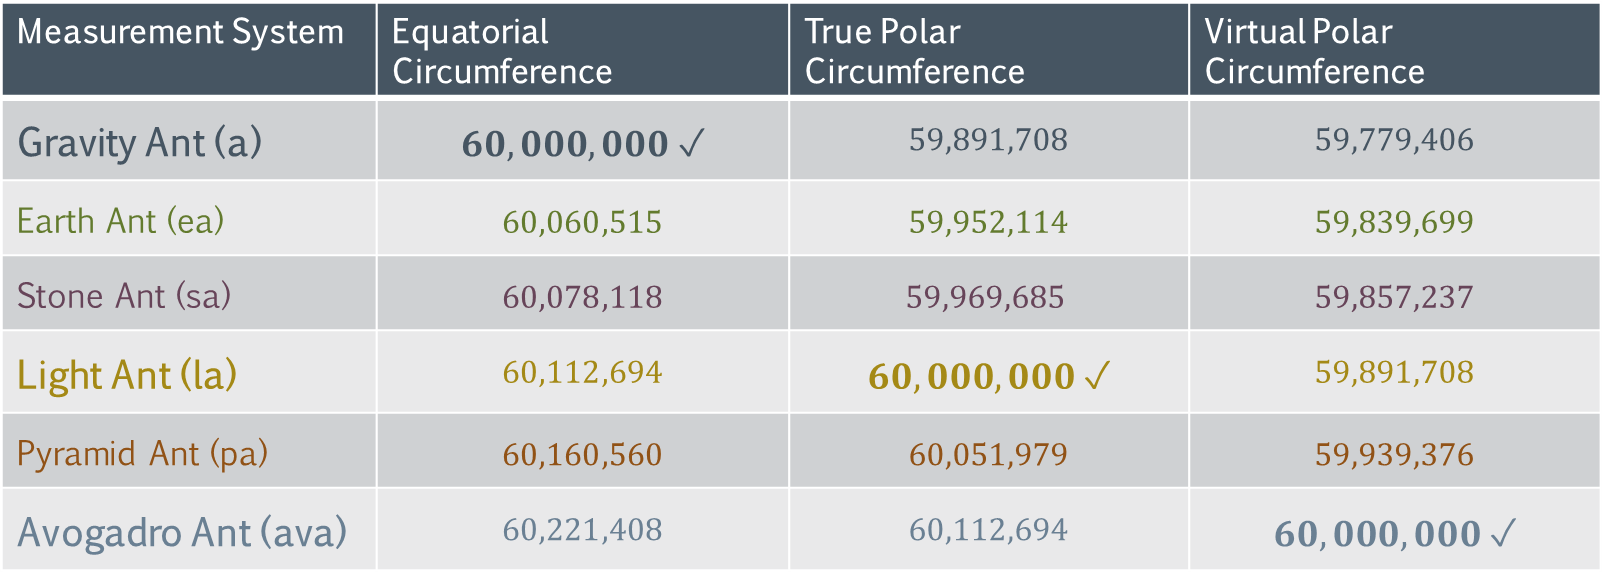 Measurement System
Equatorial Circumference
True Polar Circumference
Virtual Polar Circumference
Gravity Ant (a) 60,000,000 ✓ 59,891,708 59,779,406
Earth Ant (ea) 60,060,515 59,952,114 59,839,699
Stone Ant (sa) 60,078,118 59,969,685 59,857,237
Light Ant (la) 60,112,694 60,000,000 ✓ 59,891,708
Pyramid Ant (pa) 60,160,560 60,051,979 59,939,376
Avogadro Ant (ava) 60,221,408 60,112,694 60,000,000 ✓